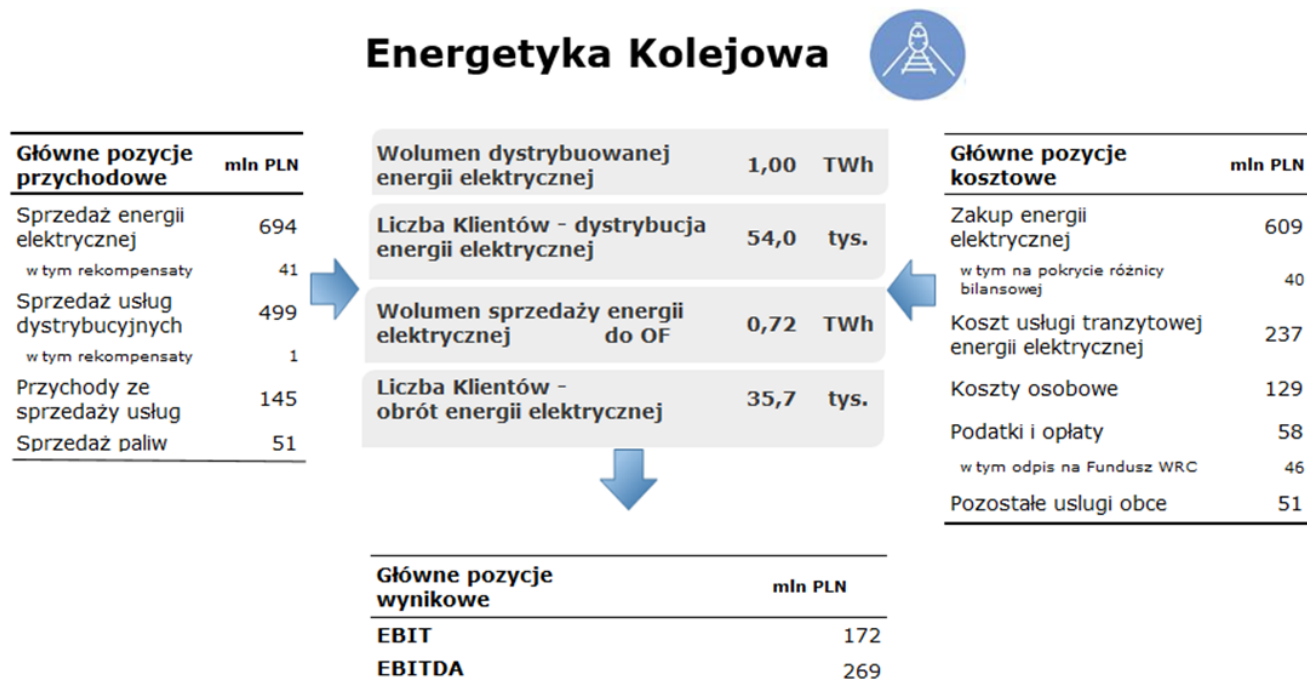 Energetyka Kolejowa
Główne pozycje
przychodowe mln PLN
Sprzedaż energii
elektrycznej 694
w tym rekompensaty 41
Sprzedaż usług
dystrybucyjnych 499
w tym rekompensaty 1
Przychody ze
sprzedaży usług 145
Sprzedaż paliw 51
Wolumen dystrybuowanej
energii elektrycznej 1,00 TWh
Liczba Klientów - dystrybucja
energii elektrycznej 54,0 tys.
Wolumen sprzedaży energii
elektrycznej do OF 0,72 TWh
Liczba Klientów -
obrót energii elektrycznej 35,7 tys.
Główne pozycje
kosztowe mln PLN
Zakup energii
elektrycznej 609
w tym na pokrycie różnicy
bilansowej 40
Koszt usługi tranzytowej
energii elektrycznej 237
Koszty osobowe 129
Podatki i opłaty 58
w tym odpis na Fundusz WRC 46
Pozostałe uslugi obce 51
Główne pozycje
wynikowe mln PLN
EBIT 172
EBITDA 269